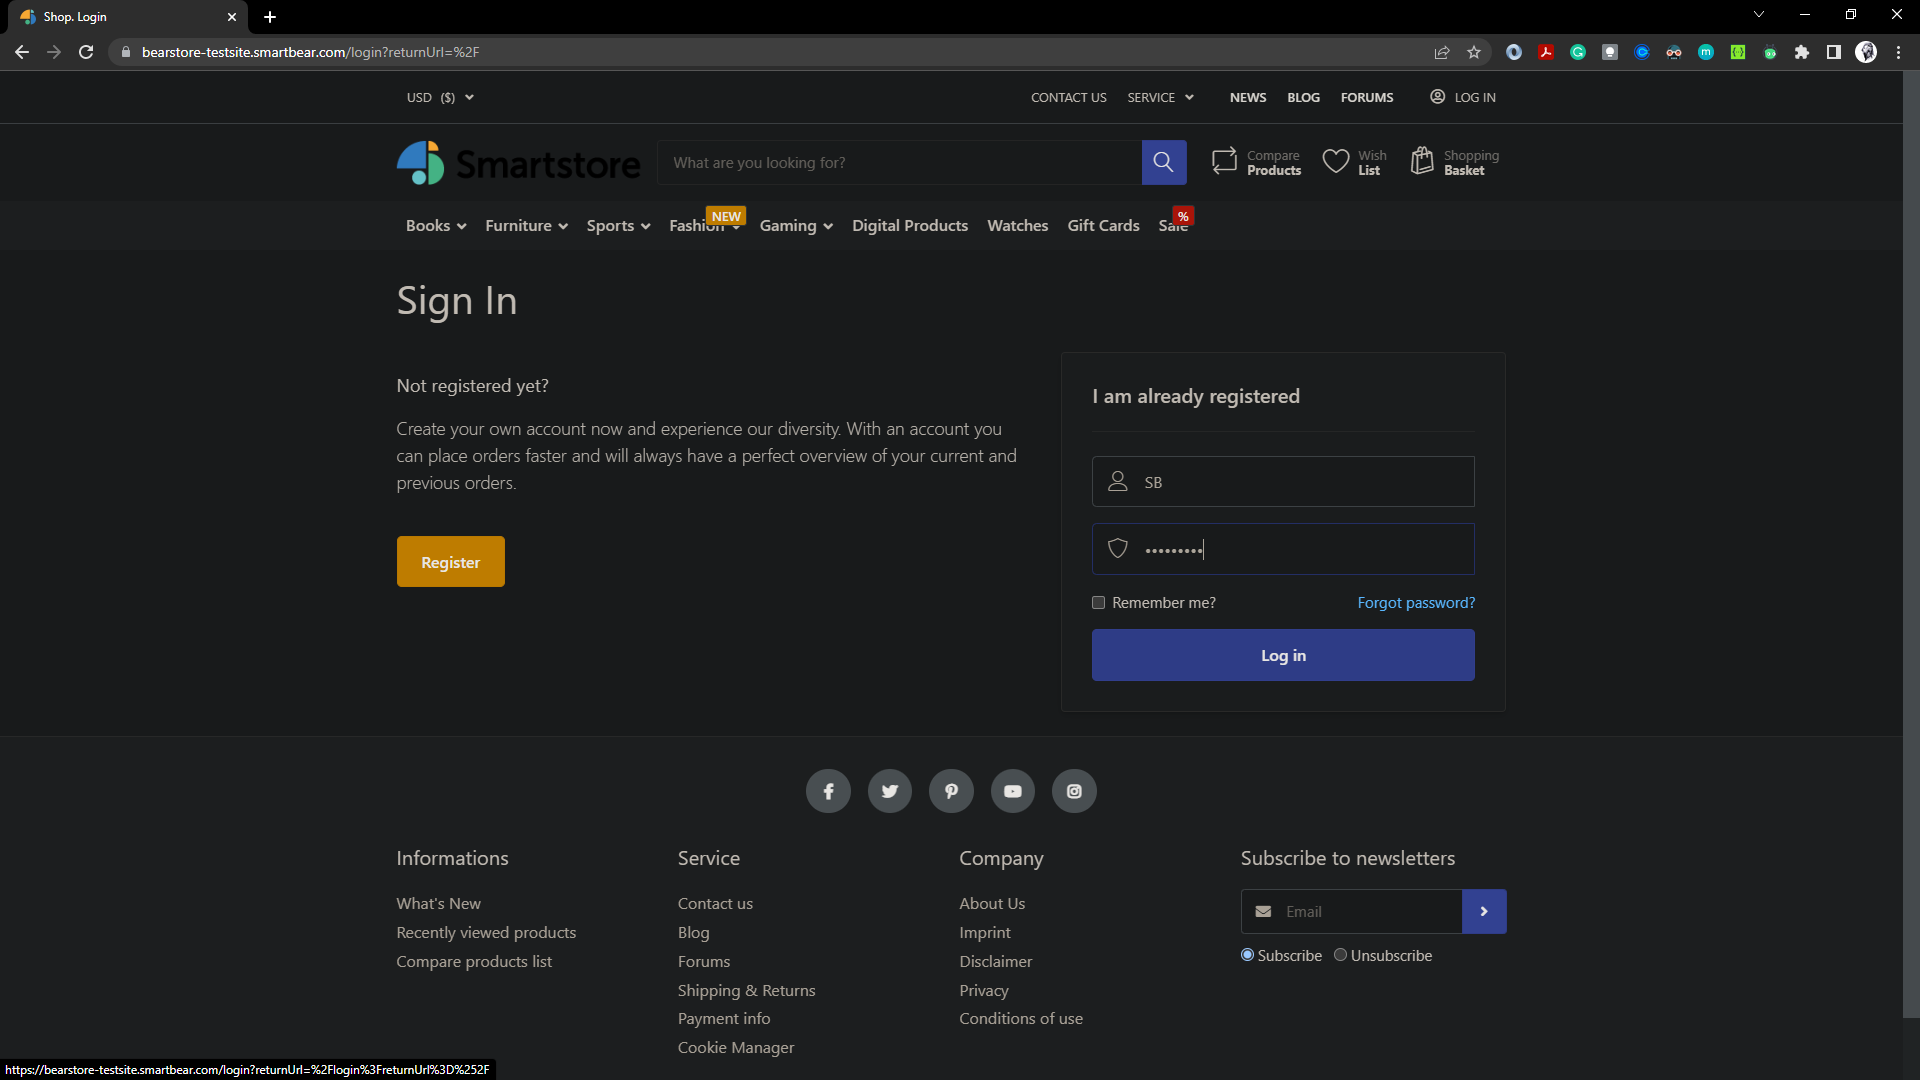 Shop. Login
bearstore-testsite.smartbear.com/login?returnUrl=%2F
USD ($)
CONTACT US
SERVICE
NEWS
BLOG
FORUMS
LOG IN
Smartstore
What are you looking for?
Compare
Products
Wish
List
Shopping
Basket
NEW
%
Books
Furniture
Sports
Fashion
Gaming
Digital Products
Watches
Gift Cards
Sale
Sign In
Not registered yet?
Create your own account now and experience our diversity. With an account you
can place orders faster and will always have a perfect overview of your current and
previous orders.
Register
I am already registered
SB
•••••••••
Remember me?
Forgot password?
Log in
Informations
What's New
Recently viewed products
Compare products list
Service
Contact us
Blog
Forums
Shipping & Returns
Payment info
Cookie Manager
Company
About Us
Imprint
Disclaimer
Privacy
Conditions of use
Subscribe to newsletters
Email
Subscribe
Unsubscribe
https://bearstore-testsite.smartbear.com/login?returnUrl=%2Flogin%3FreturnUrl%3D%252F